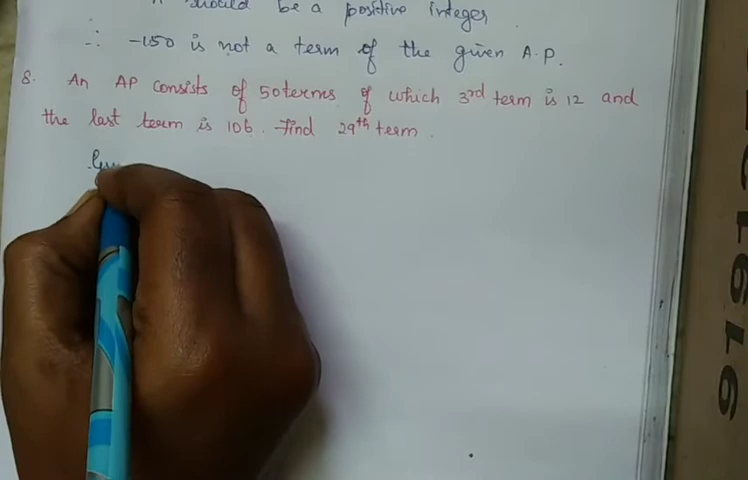 should be a positive integer
∴ -150 is not a term of the given A.P.
8. An AP consists of 50 terms of which 3rd term is 12 and
the last term is 106. Find 29th term.